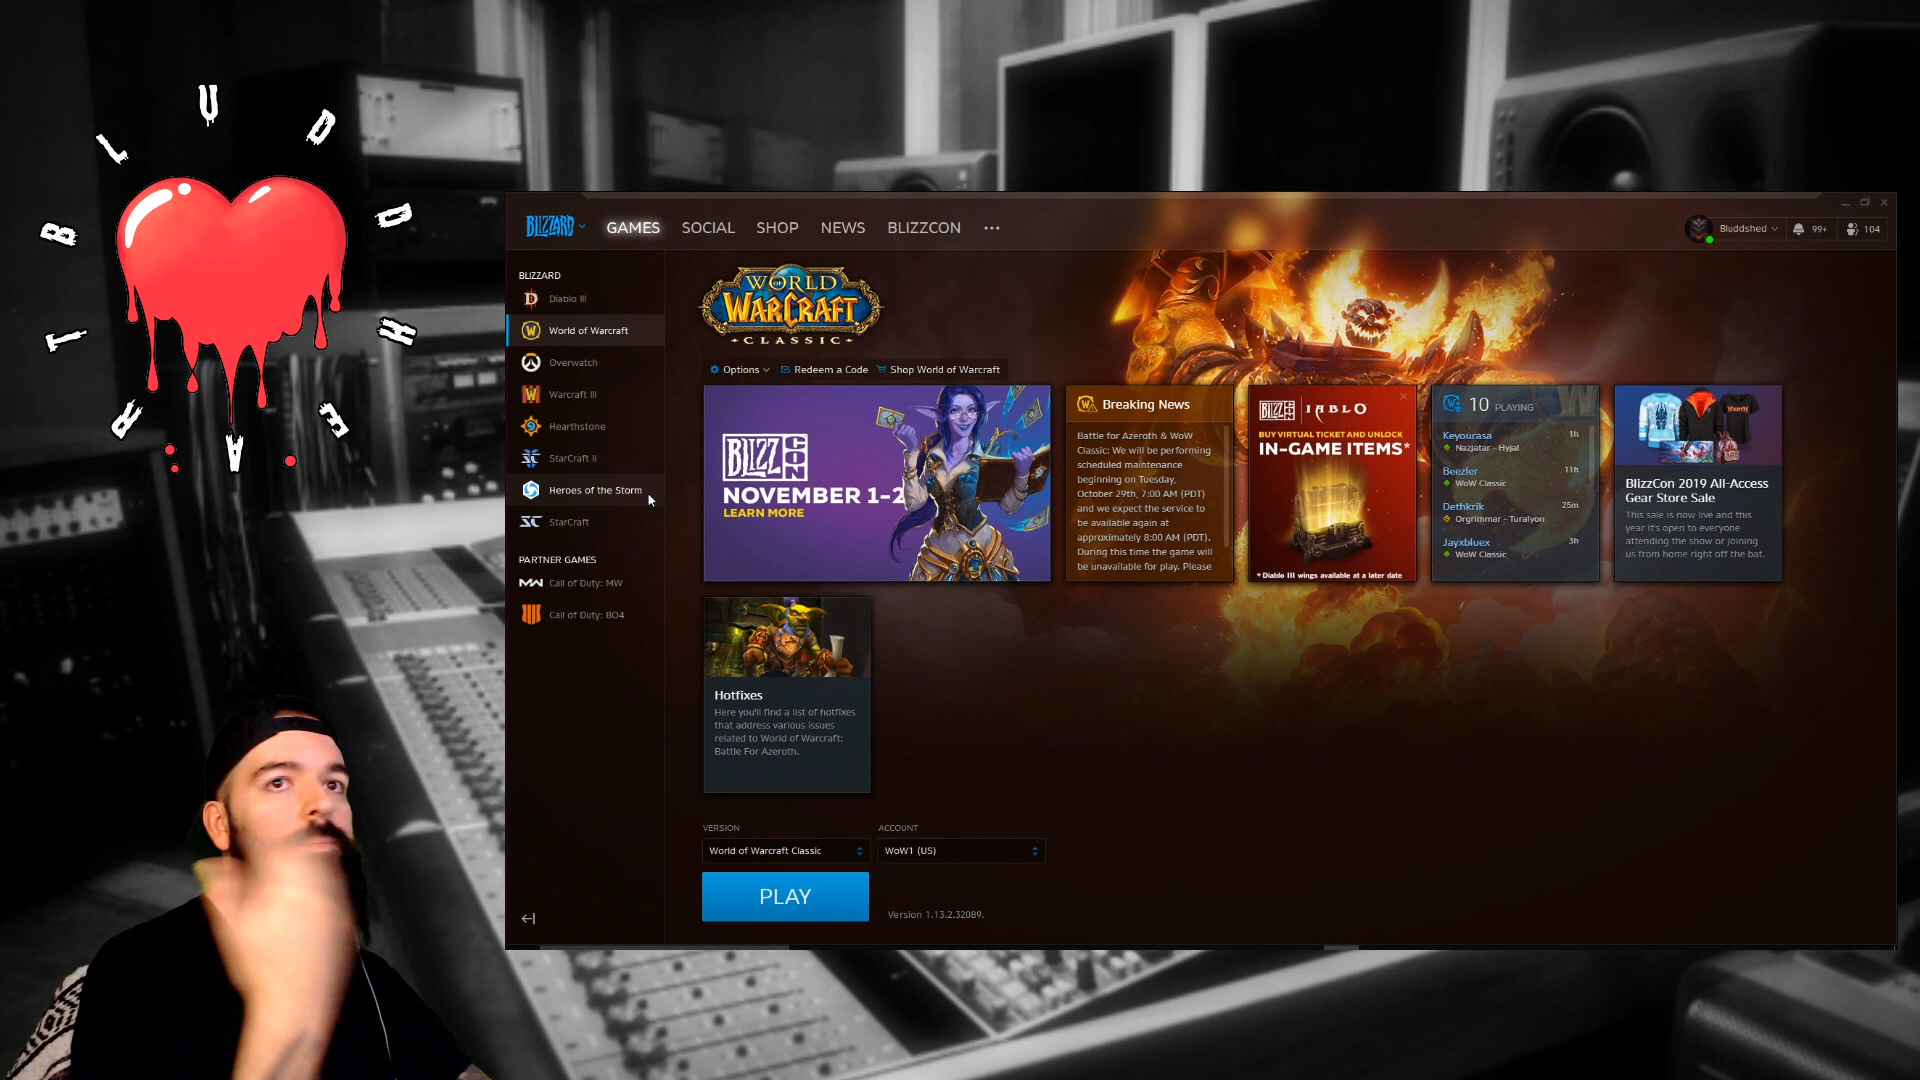 BLUDDHEART
BLIZZARD
GAMES
SOCIAL
SHOP
NEWS
BLIZZCON
Bluddshed
99+
104
BLIZZARD
Diablo III
World of Warcraft
Overwatch
Warcraft III
Hearthstone
StarCraft II
Heroes of the Storm
StarCraft
PARTNER GAMES
Call of Duty: MW
Call of Duty: BO4
WORLD
OF
WARCRAFT
CLASSIC
Options
Redeem a Code
Shop World of Warcraft
BLIZZCON
NOVEMBER 1-2
LEARN MORE
Breaking News
Battle for Azeroth & WoW
Classic: We will be performing
scheduled maintenance
beginning on Tuesday,
October 29th, 7:00 AM (PDT)
and we expect the service to
be available again at
approximately 8:00 AM (PDT).
During this time the game will
be unavailable for play. Please
BLIZZCON | DIABLO
BUY VIRTUAL TICKET AND UNLOCK
IN-GAME ITEMS*
* Diablo III wings available at a later date
10 PLAYING
Keyourasa 1h
Nazjatar - Hyjal
Beezler 11h
WoW Classic
Dethkrik 25m
Orgrimmar - Turalyon
Jayxbluex 3h
WoW Classic
BlizzCon 2019 All-Access
Gear Store Sale
This sale is now live and this
year it's open to everyone
attending the show or joining
us from home right off the bat.
Hotfixes
Here you'll find a list of hotfixes
that address various issues
related to World of Warcraft:
Battle For Azeroth.
VERSION
World of Warcraft Classic
ACCOUNT
WoW1 (US)
PLAY
Version 1.13.2.32089.